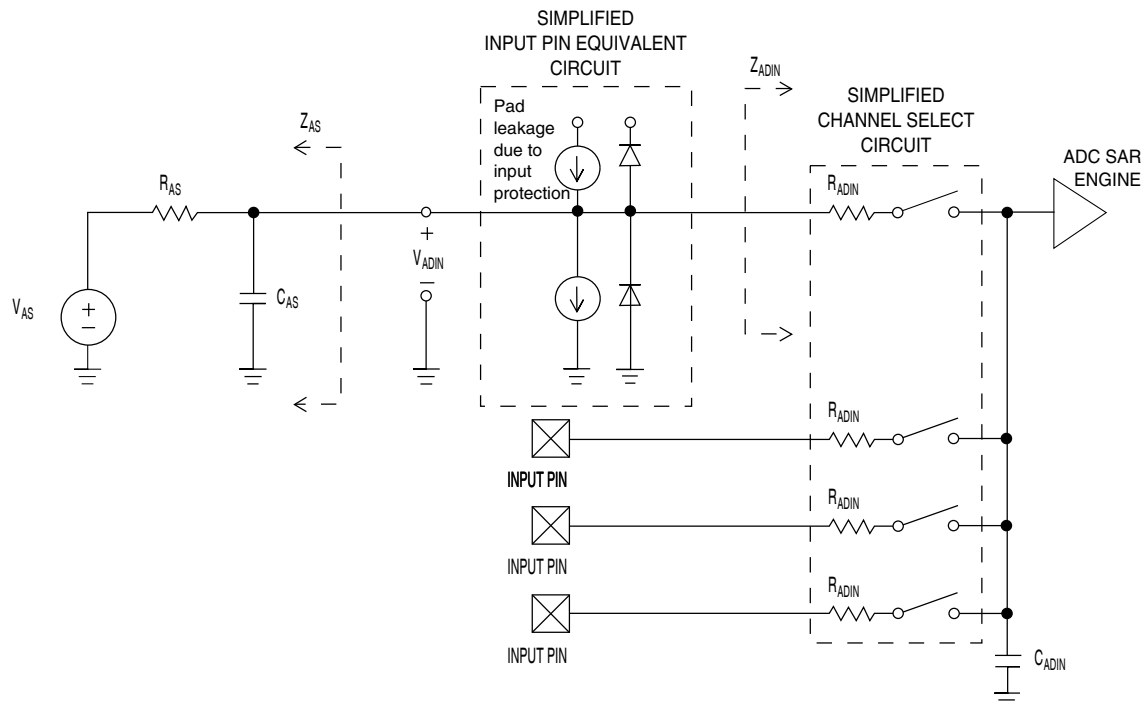 SIMPLIFIED
INPUT PIN EQUIVALENT
CIRCUIT
Pad
leakage
due to
input
protection
Z_ADIN
SIMPLIFIED
CHANNEL SELECT
CIRCUIT
ADC SAR
ENGINE
Z_AS
R_AS
R_ADIN
+
V_ADIN
−
V_AS
+
−
C_AS
R_ADIN
INPUT PIN
R_ADIN
INPUT PIN
R_ADIN
INPUT PIN
C_ADIN